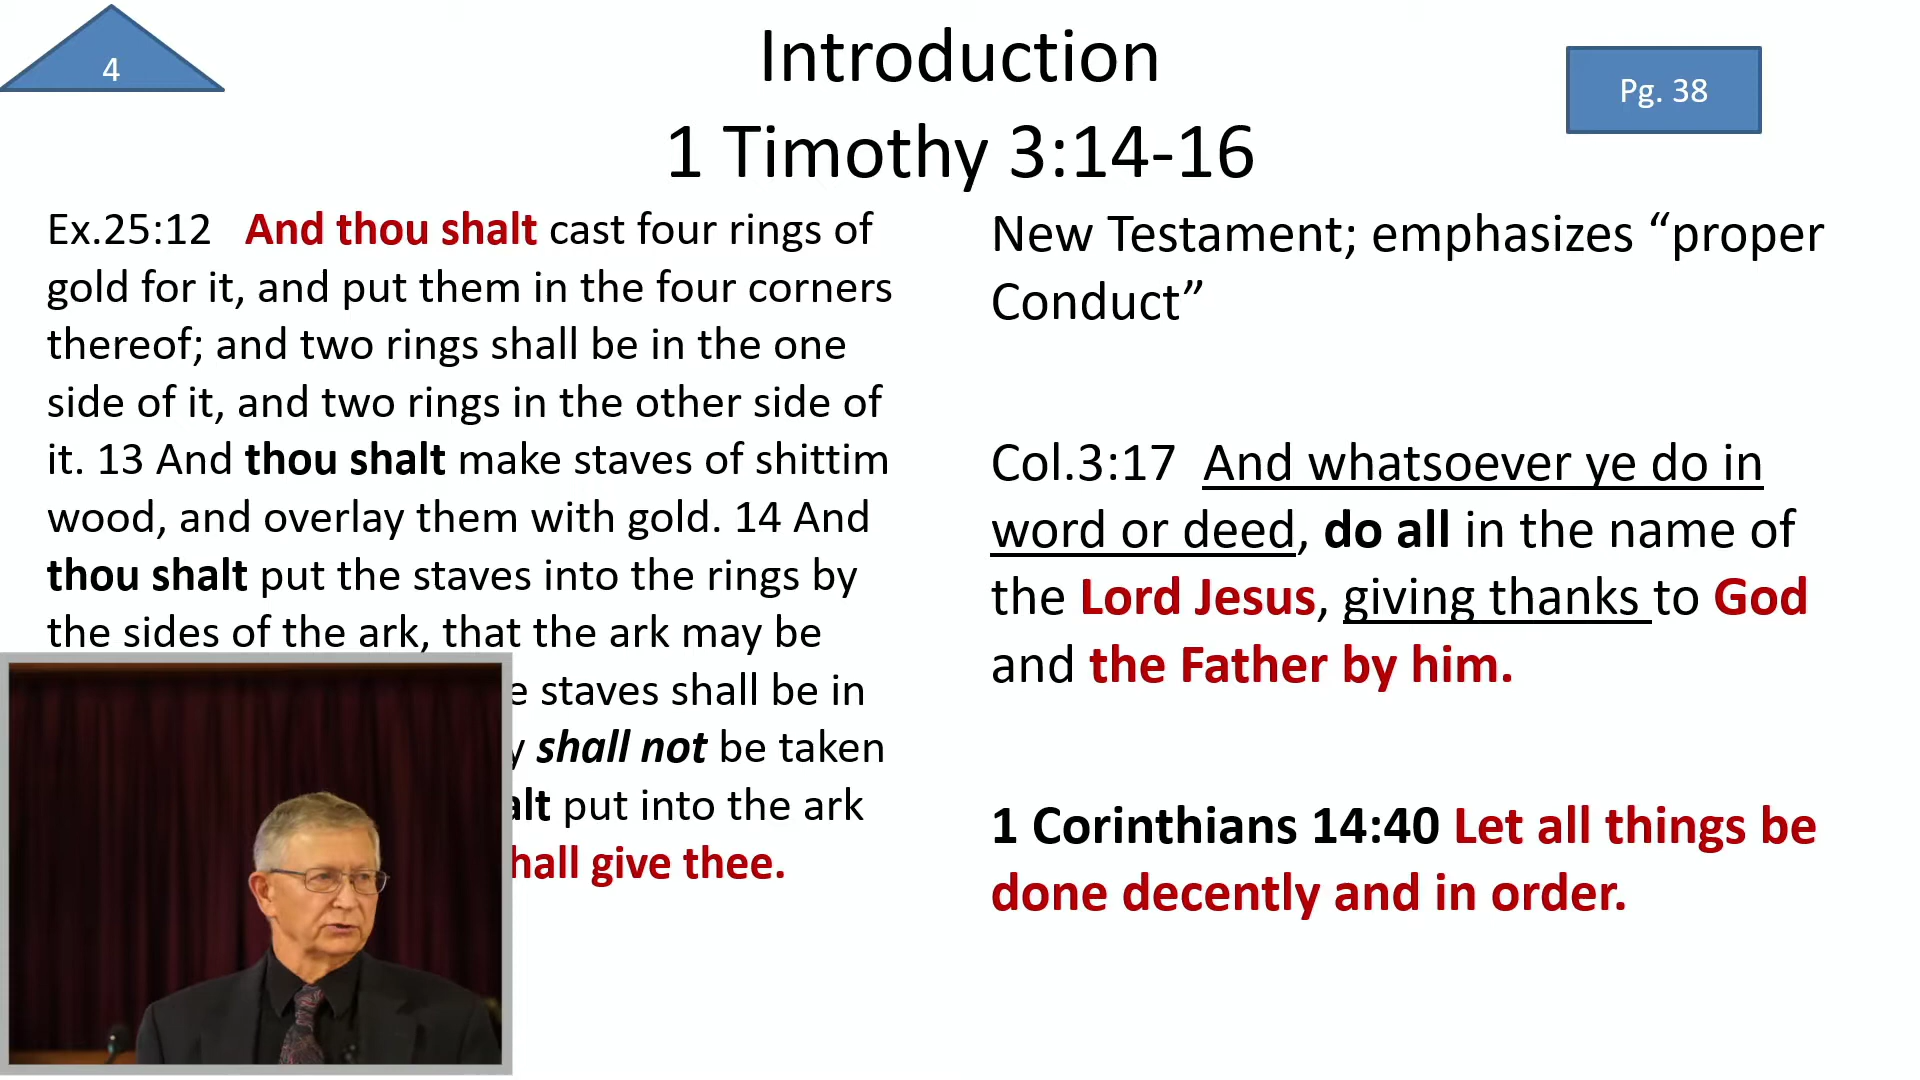 4
Introduction
1 Timothy 3:14-16
Pg. 38
Ex.25:12 And thou shalt cast four rings of
gold for it, and put them in the four corners
thereof; and two rings shall be in the one
side of it, and two rings in the other side of
it. 13 And thou shalt make staves of shittim
wood, and overlay them with gold. 14 And
thou shalt put the staves into the rings by
the sides of the ark, that the ark may be
staves shall be in
shall not be taken
put into the ark
give thee.
New Testament; emphasizes “proper
Conduct”
Col.3:17 And whatsoever ye do in
word or deed, do all in the name of
the Lord Jesus, giving thanks to God
and the Father by him.
1 Corinthians 14:40 Let all things be
done decently and in order.